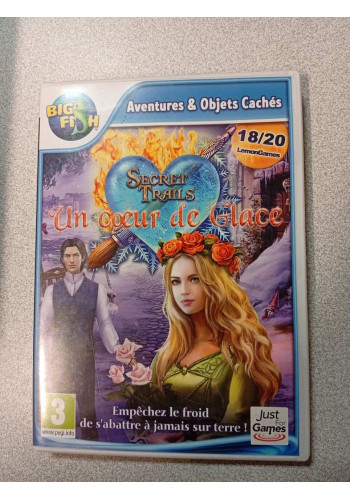 BIG FISH
Aventures & Objets Cachés
18/20
LemonGames
SECRET
TRAILS
Un cœur de Glace
3
www.pegi.info
Empêchez le froid
de s'abattre à jamais sur terre !
Just
For
Games